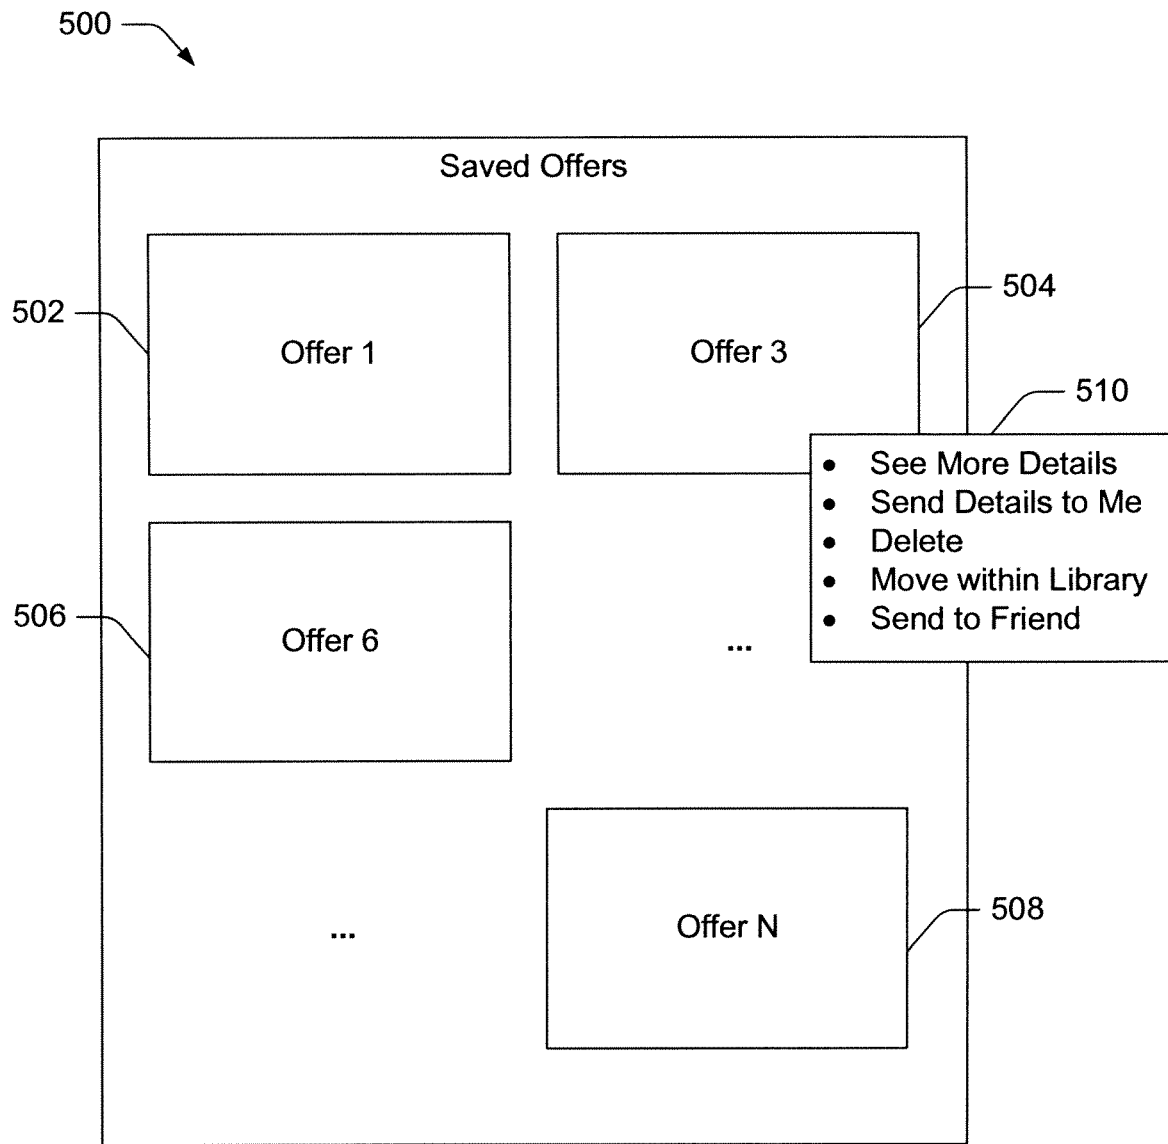 500
Saved Offers
502
Offer 1
Offer 3
504
510
• See More Details
• Send Details to Me
• Delete
• Move within Library
• Send to Friend
506
Offer 6
...
...
Offer N
508